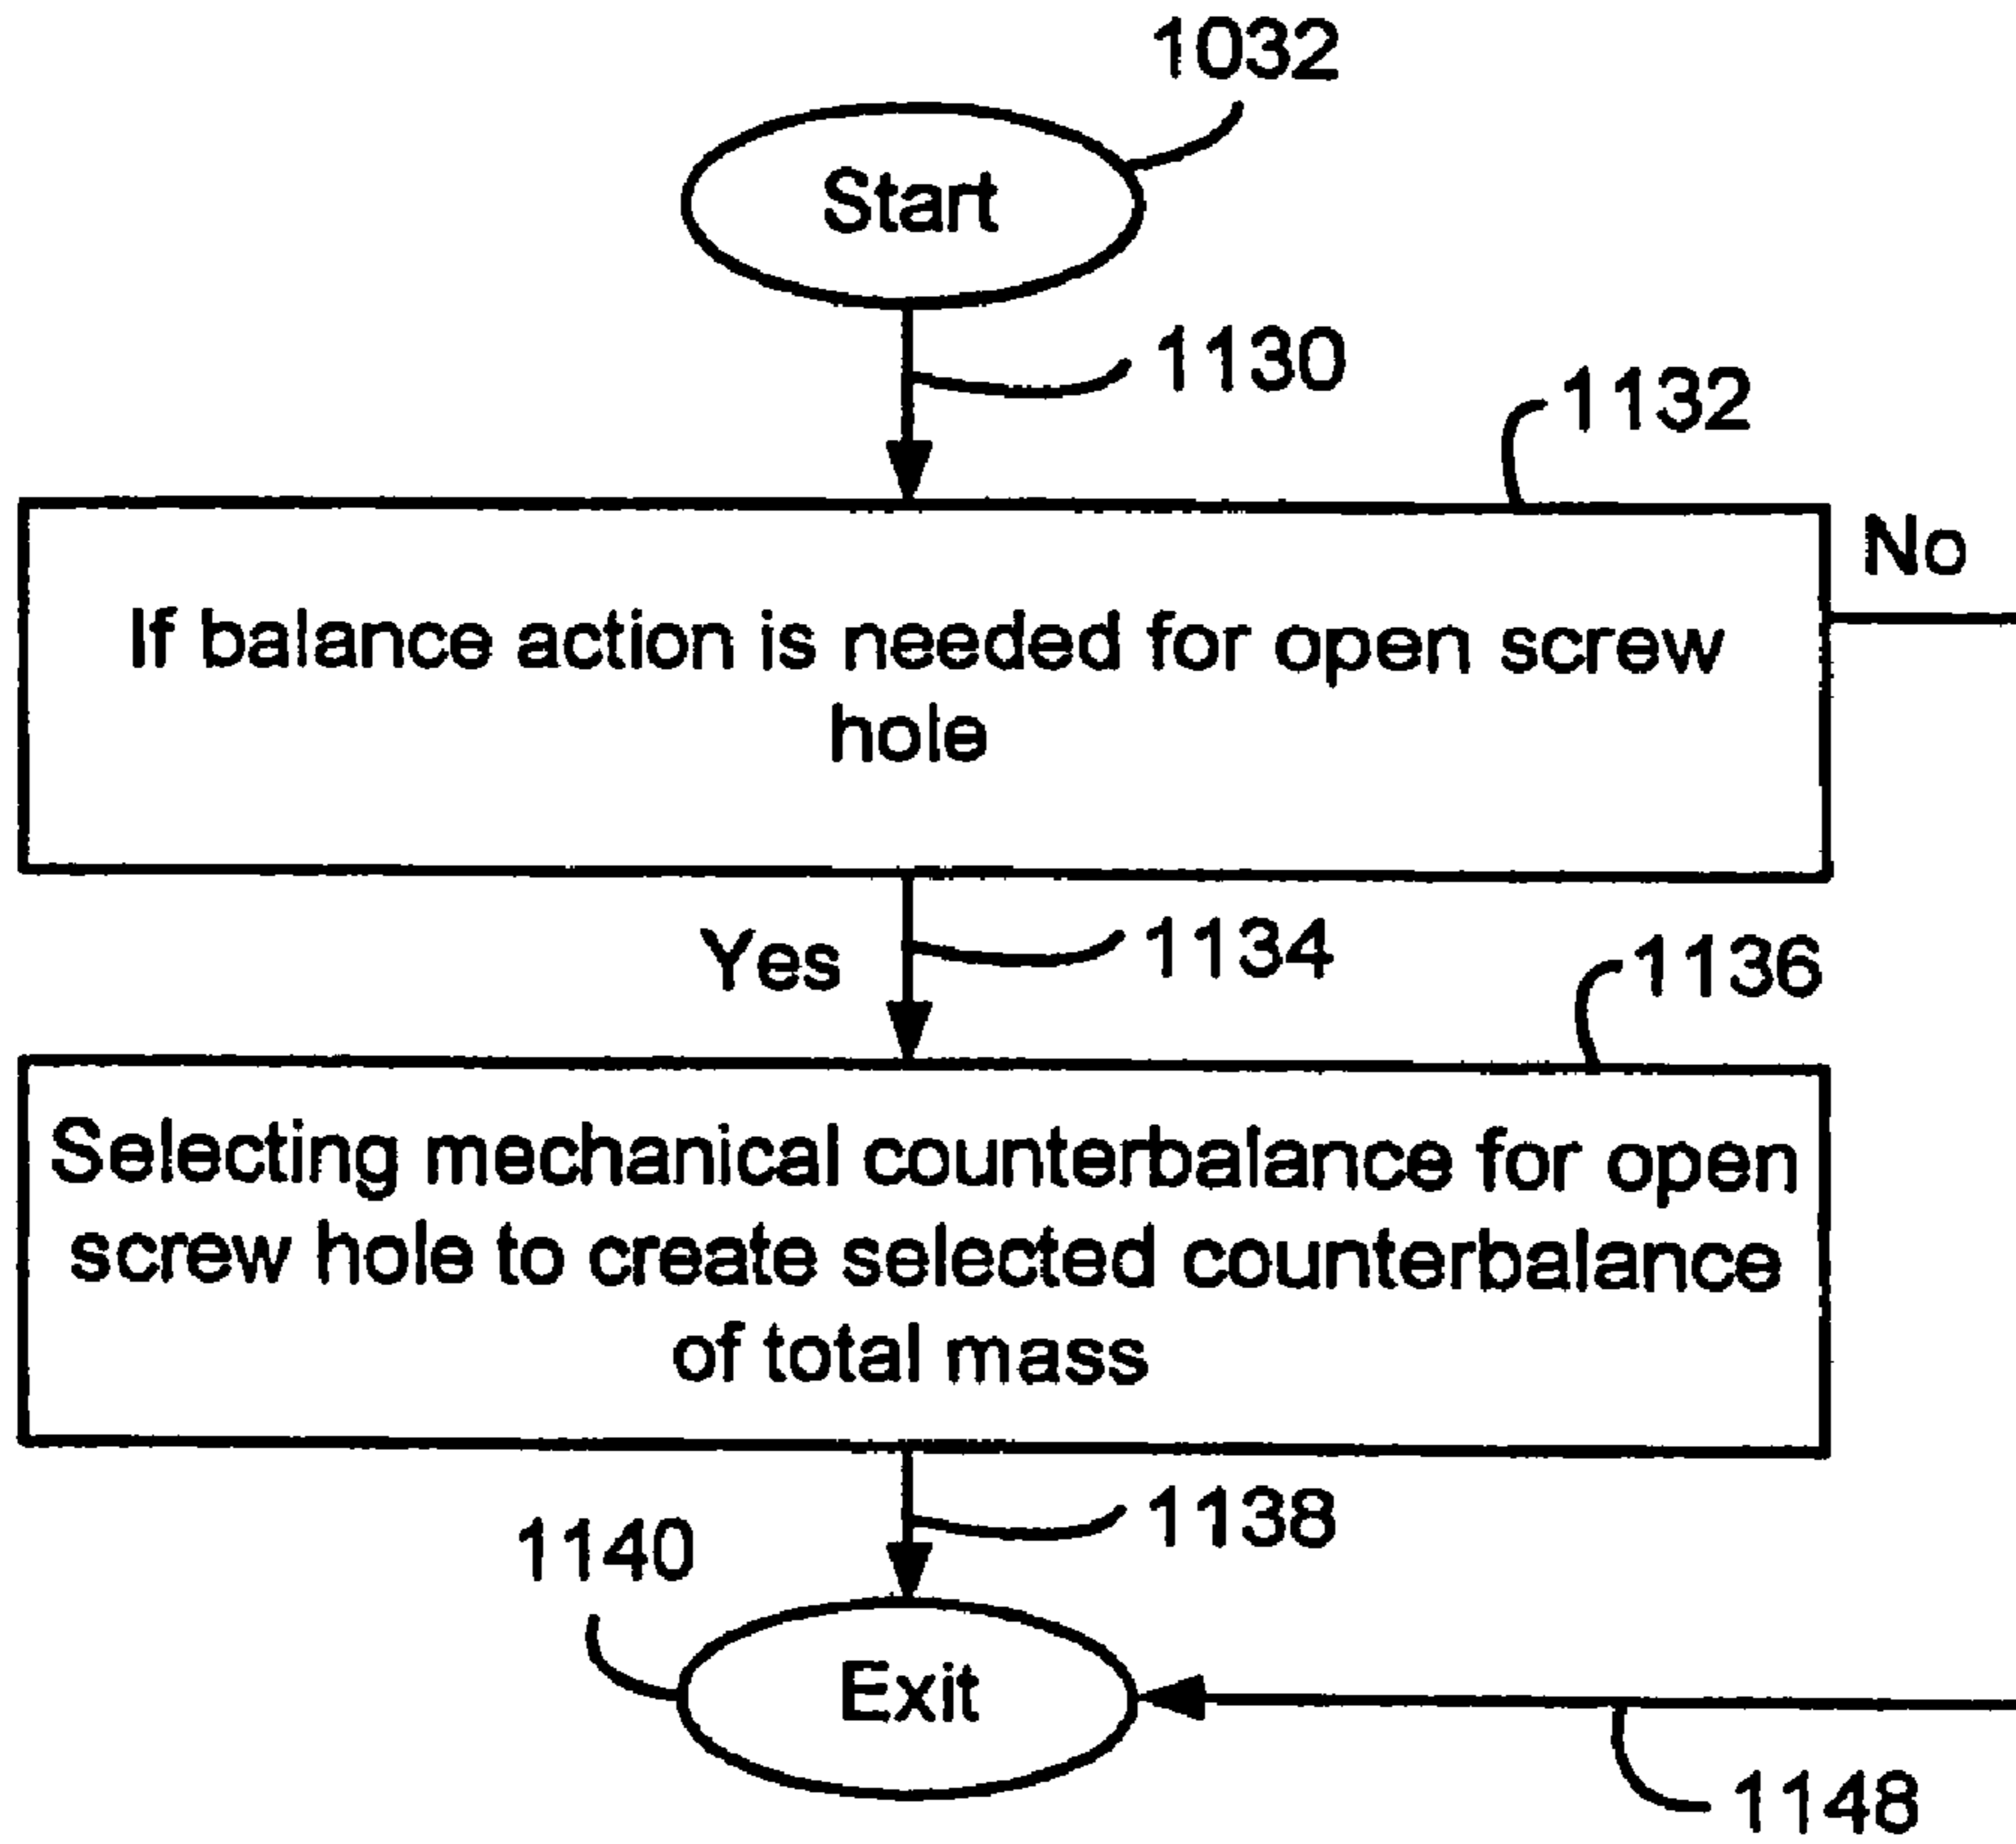 1032
Start
1130
1132
No
If balance action is needed for open screw
hole
Yes
1134
1136
Selecting mechanical counterbalance for open
screw hole to create selected counterbalance
of total mass
1138
1140
Exit
1148